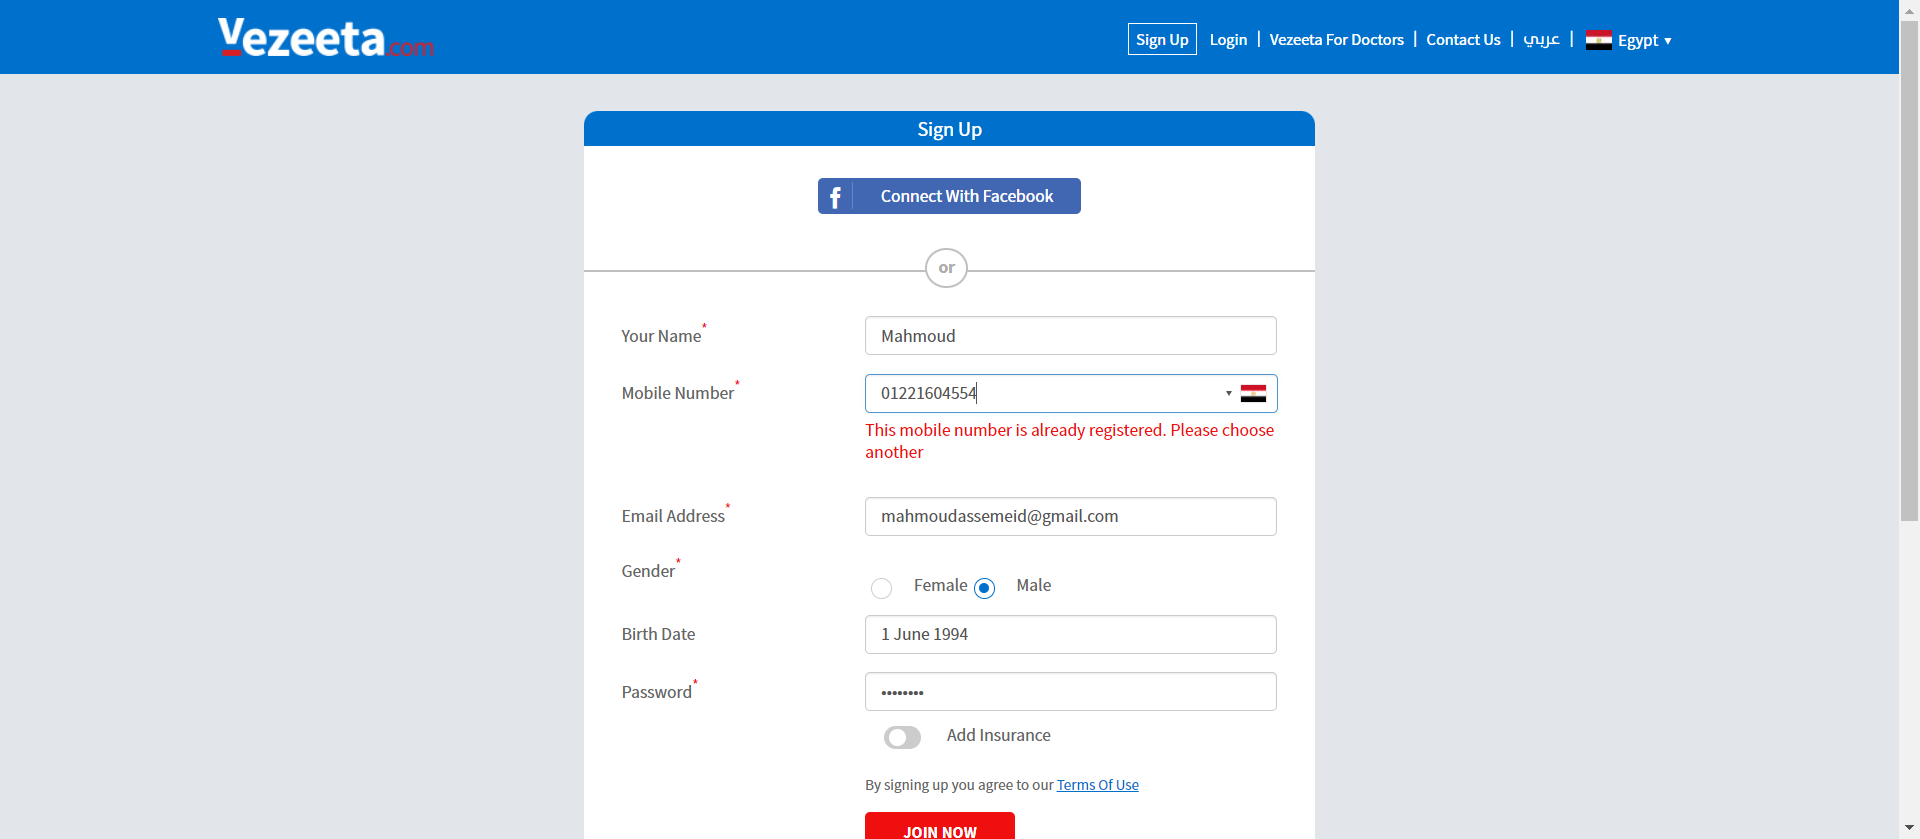 Vezeeta.com
Sign Up Login | Vezeeta For Doctors | Contact Us | عربي | Egypt ▾
Sign Up
f Connect With Facebook
or
Your Name* Mahmoud
Mobile Number* 01221604554
This mobile number is already registered. Please choose
another
Email Address* mahmoudassemeid@gmail.com
Gender* Female Male
Birth Date 1 June 1994
Password* ••••••••
Add Insurance
By signing up you agree to our Terms Of Use
JOIN NOW